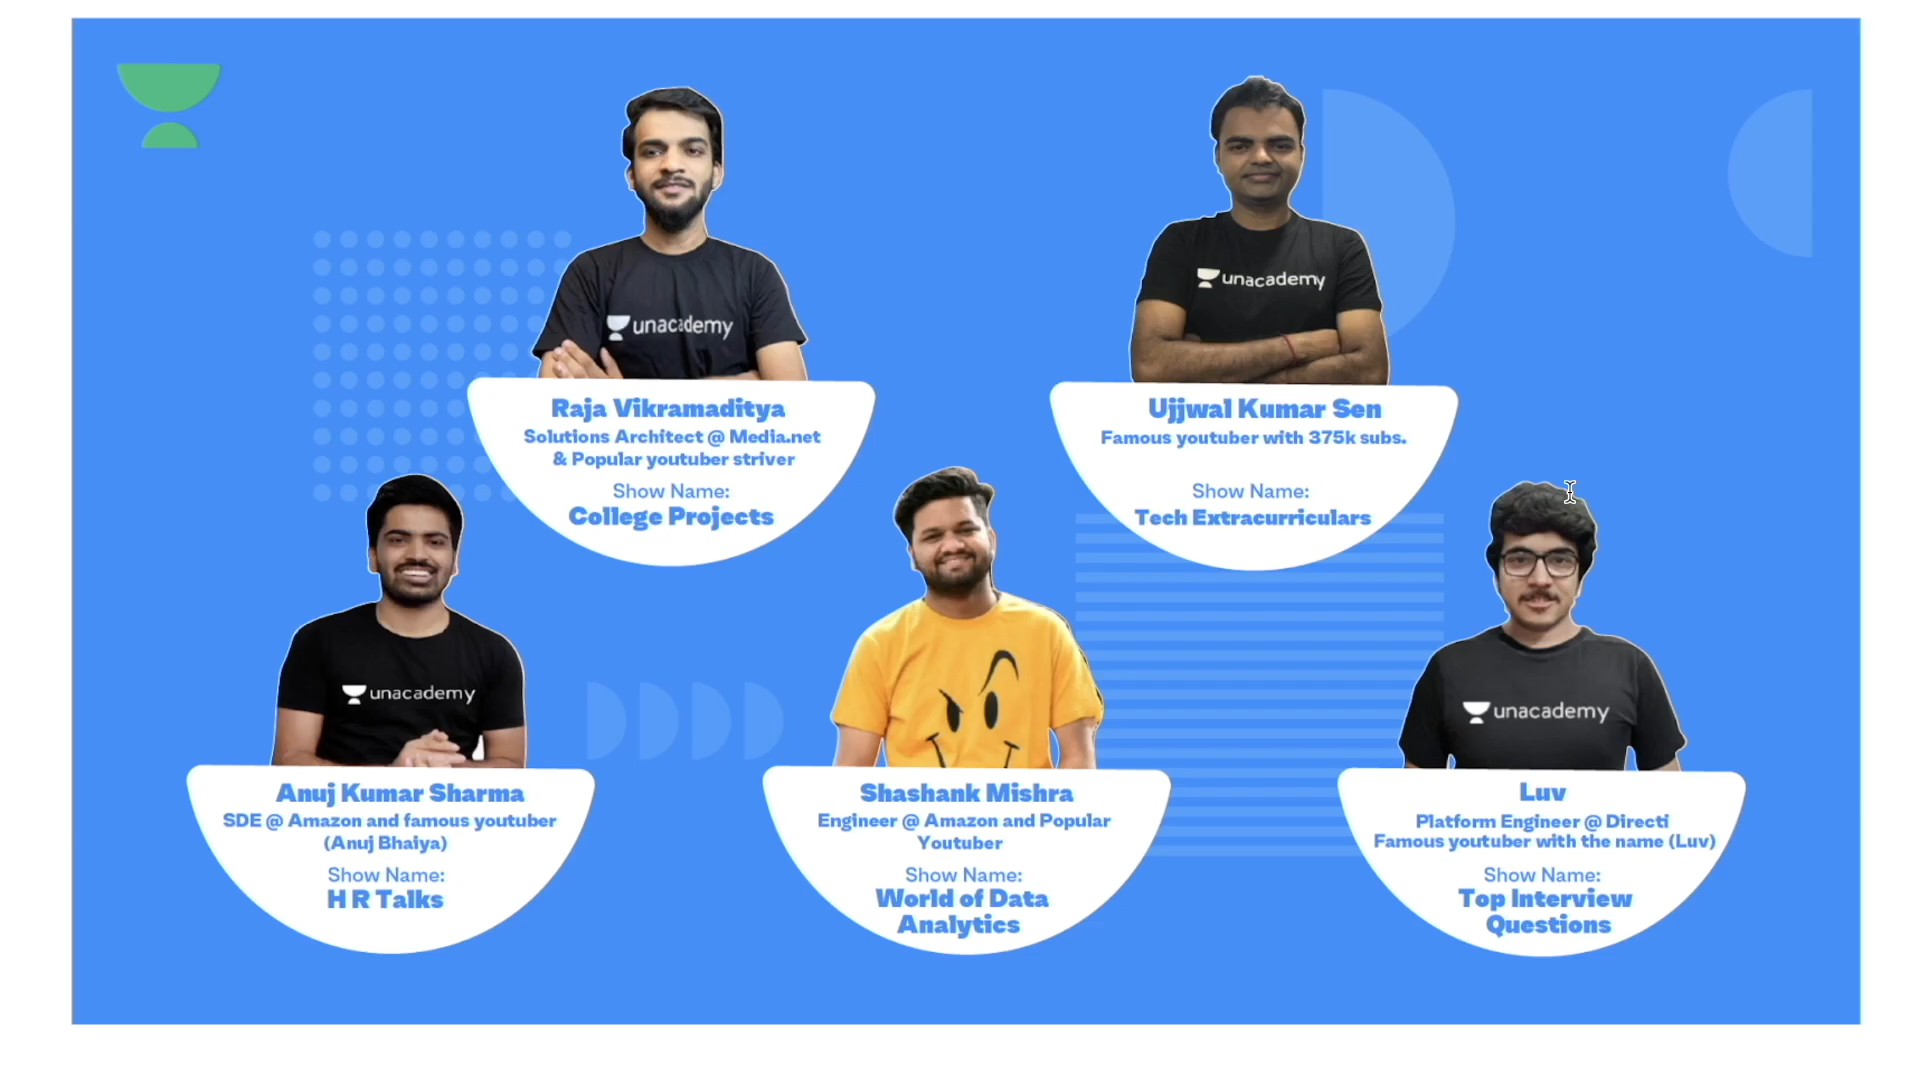 unacademy
Raja Vikramaditya
Solutions Architect @ Media.net
& Popular youtuber striver
Show Name:
College Projects
unacademy
Ujjwal Kumar Sen
Famous youtuber with 375k subs.
Show Name:
Tech Extracurriculars
unacademy
Anuj Kumar Sharma
SDE @ Amazon and famous youtuber
(Anuj Bhaiya)
Show Name:
H R Talks
Shashank Mishra
Engineer @ Amazon and Popular
Youtuber
Show Name:
World of Data
Analytics
unacademy
Luv
Platform Engineer @ Directi
Famous youtuber with the name (Luv)
Show Name:
Top Interview
Questions